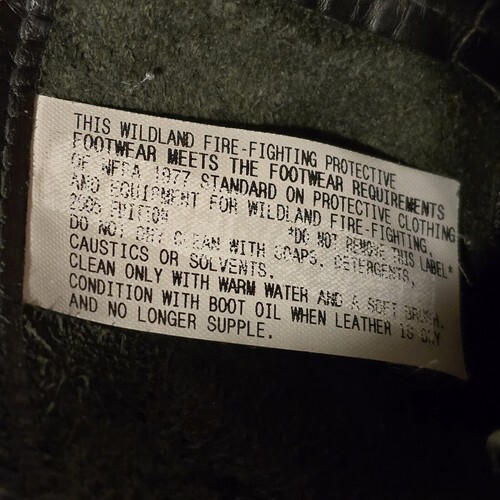 THIS WILDLAND FIRE-FIGHTING PROTECTIVE
FOOTWEAR MEETS THE FOOTWEAR REQUIREMENTS
OF NFPA 1977 STANDARD ON PROTECTIVE CLOTHING
AND EQUIPMENT FOR WILDLAND FIRE-FIGHTING,
2005 EDITION *DO NOT REMOVE THIS LABEL*
DO NOT DRY CLEAN WITH SOAPS, DETERGENTS,
CAUSTICS OR SOLVENTS.
CLEAN ONLY WITH WARM WATER AND A SOFT BRUSH.
CONDITION WITH BOOT OIL WHEN LEATHER IS DRY
AND NO LONGER SUPPLE.